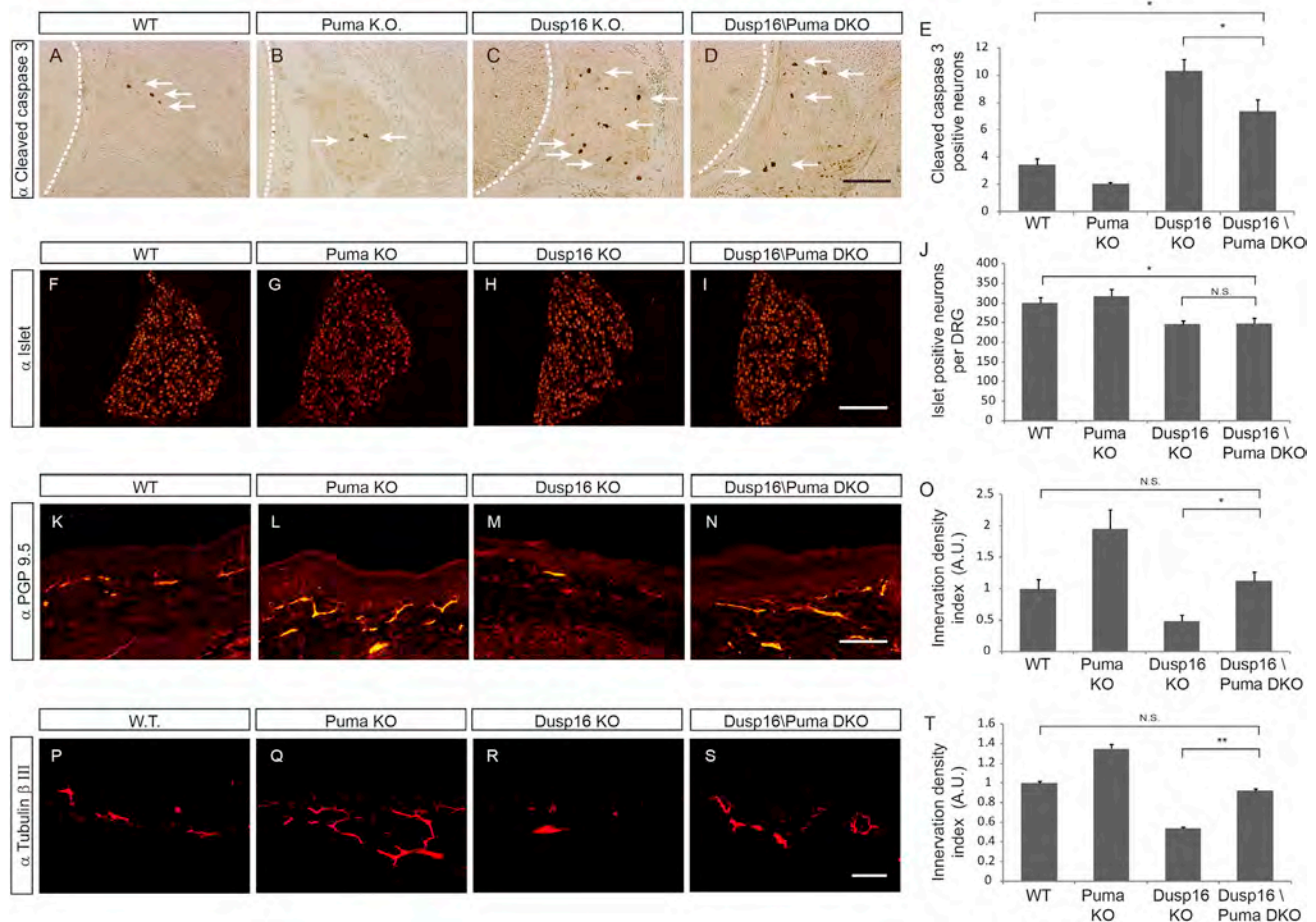 WT Puma K.O. Dusp16 K.O. Dusp16\Puma DKO
α Cleaved caspase 3
A B C D
E
*
*
Cleaved caspase 3
positive neurons
12
10
8
6
4
2
0
WT Puma KO Dusp16 KO Dusp16 \ Puma DKO
WT Puma KO Dusp16 KO Dusp16\Puma DKO
α Islet
F G H I
J
*
N.S.
Islet positive neurons
per DRG
400
350
300
250
200
150
100
50
0
WT Puma KO Dusp16 KO Dusp16 \ Puma DKO
WT Puma KO Dusp16 KO Dusp16\Puma DKO
α PGP 9.5
K L M N
O
N.S.
*
Innervation density
index (A.U.)
2.5
2
1.5
1
0.5
0
WT Puma KO Dusp16 KO Dusp16 \ Puma DKO
W.T. Puma KO Dusp16 KO Dusp16\Puma DKO
α Tubulin β III
P Q R S
T
N.S.
**
Innervation density
index (A.U.)
1.6
1.4
1.2
1
0.8
0.6
0.4
0.2
0
WT Puma KO Dusp16 KO Dusp16 \ Puma DKO